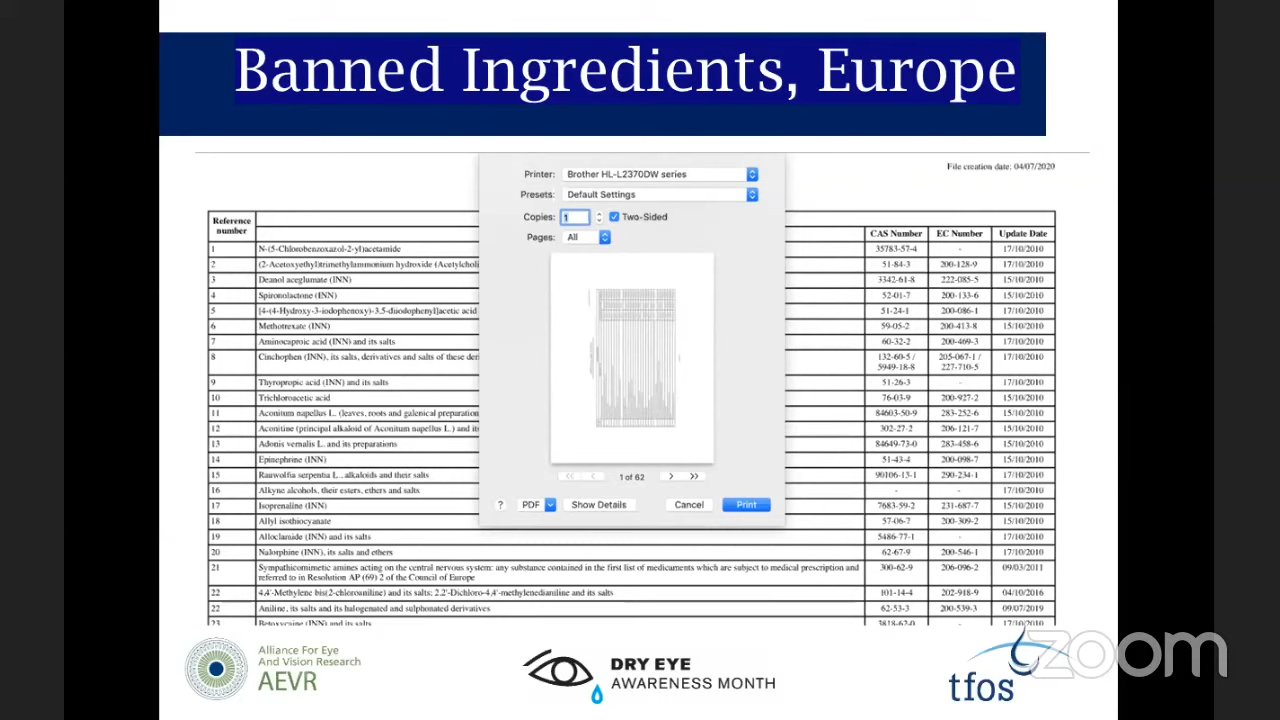 Banned Ingredients, Europe
File creation date: 04/07/2020
Printer: Brother HL-L2370DW series
Presets: Default Settings
Copies: 1 Two-Sided
Pages: All
1 of 62
? PDF Show Details Cancel Print
Reference number CAS Number EC Number Update Date
1 N-(5-Chlorobenzoxazol-2-yl)acetamide 35783-57-4 - 17/10/2010
2 (2-Acetoxyethyl)trimethylammonium hydroxide (Acetylcholi 51-84-3 200-128-9 17/10/2010
3 Deanol aceglumate (INN) 3342-61-8 222-085-5 15/10/2010
4 Spironolactone (INN) 52-01-7 200-133-6 15/10/2010
5 [4-(4-Hydroxy-3-iodophenoxy)-3,5-diiodophenyl]acetic acid 51-24-1 200-086-1 17/10/2010
6 Methotrexate (INN) 59-05-2 200-413-8 15/10/2010
7 Aminocaproic acid (INN) and its salts 60-32-2 200-469-3 17/10/2010
8 Cinchophen (INN), its salts, derivatives and salts of these der 132-60-5 / 205-067-1 / 17/10/2010
5949-18-8 227-710-5
9 Thyropropic acid (INN) and its salts 51-26-3 - 17/10/2010
10 Trichloroacetic acid 76-03-9 200-927-2 15/10/2010
11 Aconitum napellus L. (leaves, roots and galenical preparation 84603-50-9 283-252-6 15/10/2010
12 Aconitine (principal alkaloid of Aconitum napellus L.) and its 302-27-2 206-121-7 15/10/2010
13 Adonis vernalis L. and its preparations 84649-73-0 283-458-6 15/10/2010
14 Epinephrine (INN) 51-43-4 200-098-7 15/10/2010
15 Rauwolfia serpentia L., alkaloids and their salts 90106-13-1 290-234-1 17/10/2010
16 Alkyne alcohols, their esters, ethers and salts - - 17/10/2010
17 Isoprenaline (INN) 7683-59-2 231-687-7 15/10/2010
18 Allyl isothiocyanate 57-06-7 200-309-2 15/10/2010
19 Alloclamide (INN) and its salts 5486-77-1 - 17/10/2010
20 Nalorphine (INN), its salts and ethers 62-67-9 200-546-1 17/10/2010
21 Sympathicomimetic amines acting on the central nervous system: any substance contained in the first list of medicaments which are subject to medical prescription and 300-62-9 206-096-2 09/03/2011
referred to in Resolution AP (69) 2 of the Council of Europe
22 4,4'-Methylene bis(2-chloroaniline) and its salts; 2,2'-Dichloro-4,4'-methylenedianiline and its salts 101-14-4 202-918-9 04/10/2016
22 Aniline, its salts and its halogenated and sulphonated derivatives 62-53-3 200-539-3 09/07/2019
23 Betoxycaine (INN) and its salts 3818-62-0 - 17/10/2010
Alliance For Eye
And Vision Research
AEVR
DRY EYE
AWARENESS MONTH
tfos
zoom